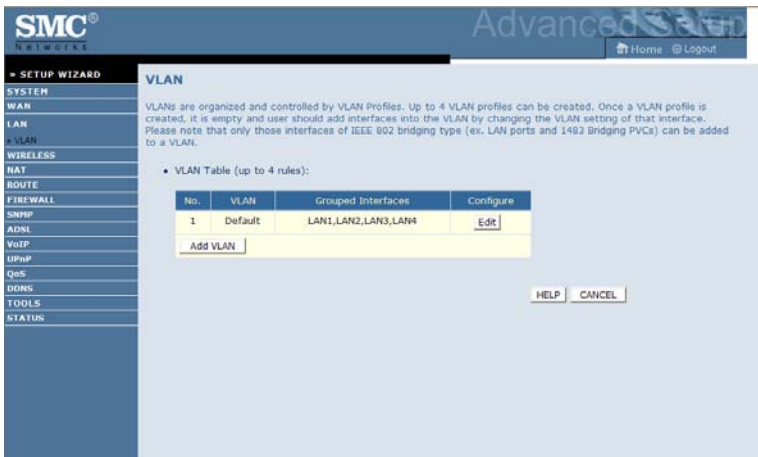 SMC®
Networks
Advanced Setup
Home Logout
» SETUP WIZARD
SYSTEM
WAN
LAN
» VLAN
WIRELESS
NAT
ROUTE
FIREWALL
SNMP
ADSL
VoIP
UPnP
QoS
DDNS
TOOLS
STATUS
VLAN
VLANs are organized and controlled by VLAN Profiles. Up to 4 VLAN profiles can be created. Once a VLAN profile is
created, it is empty and user should add interfaces into the VLAN by changing the VLAN setting of that interface.
Please note that only those interfaces of IEEE 802 bridging type (ex. LAN ports and 1483 Bridging PVCs) can be added
to a VLAN.
• VLAN Table (up to 4 rules):
No. VLAN Grouped Interfaces Configure
1 Default LAN1,LAN2,LAN3,LAN4 Edit
Add VLAN
HELP CANCEL